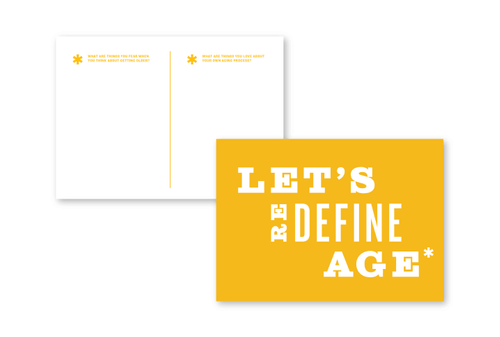 WHAT ARE THINGS YOU FEAR WHEN
YOU THINK ABOUT GETTING OLDER?
WHAT ARE THINGS YOU LOVE ABOUT
YOUR OWN AGING PROCESS?
LET'S
RE DEFINE
AGE*